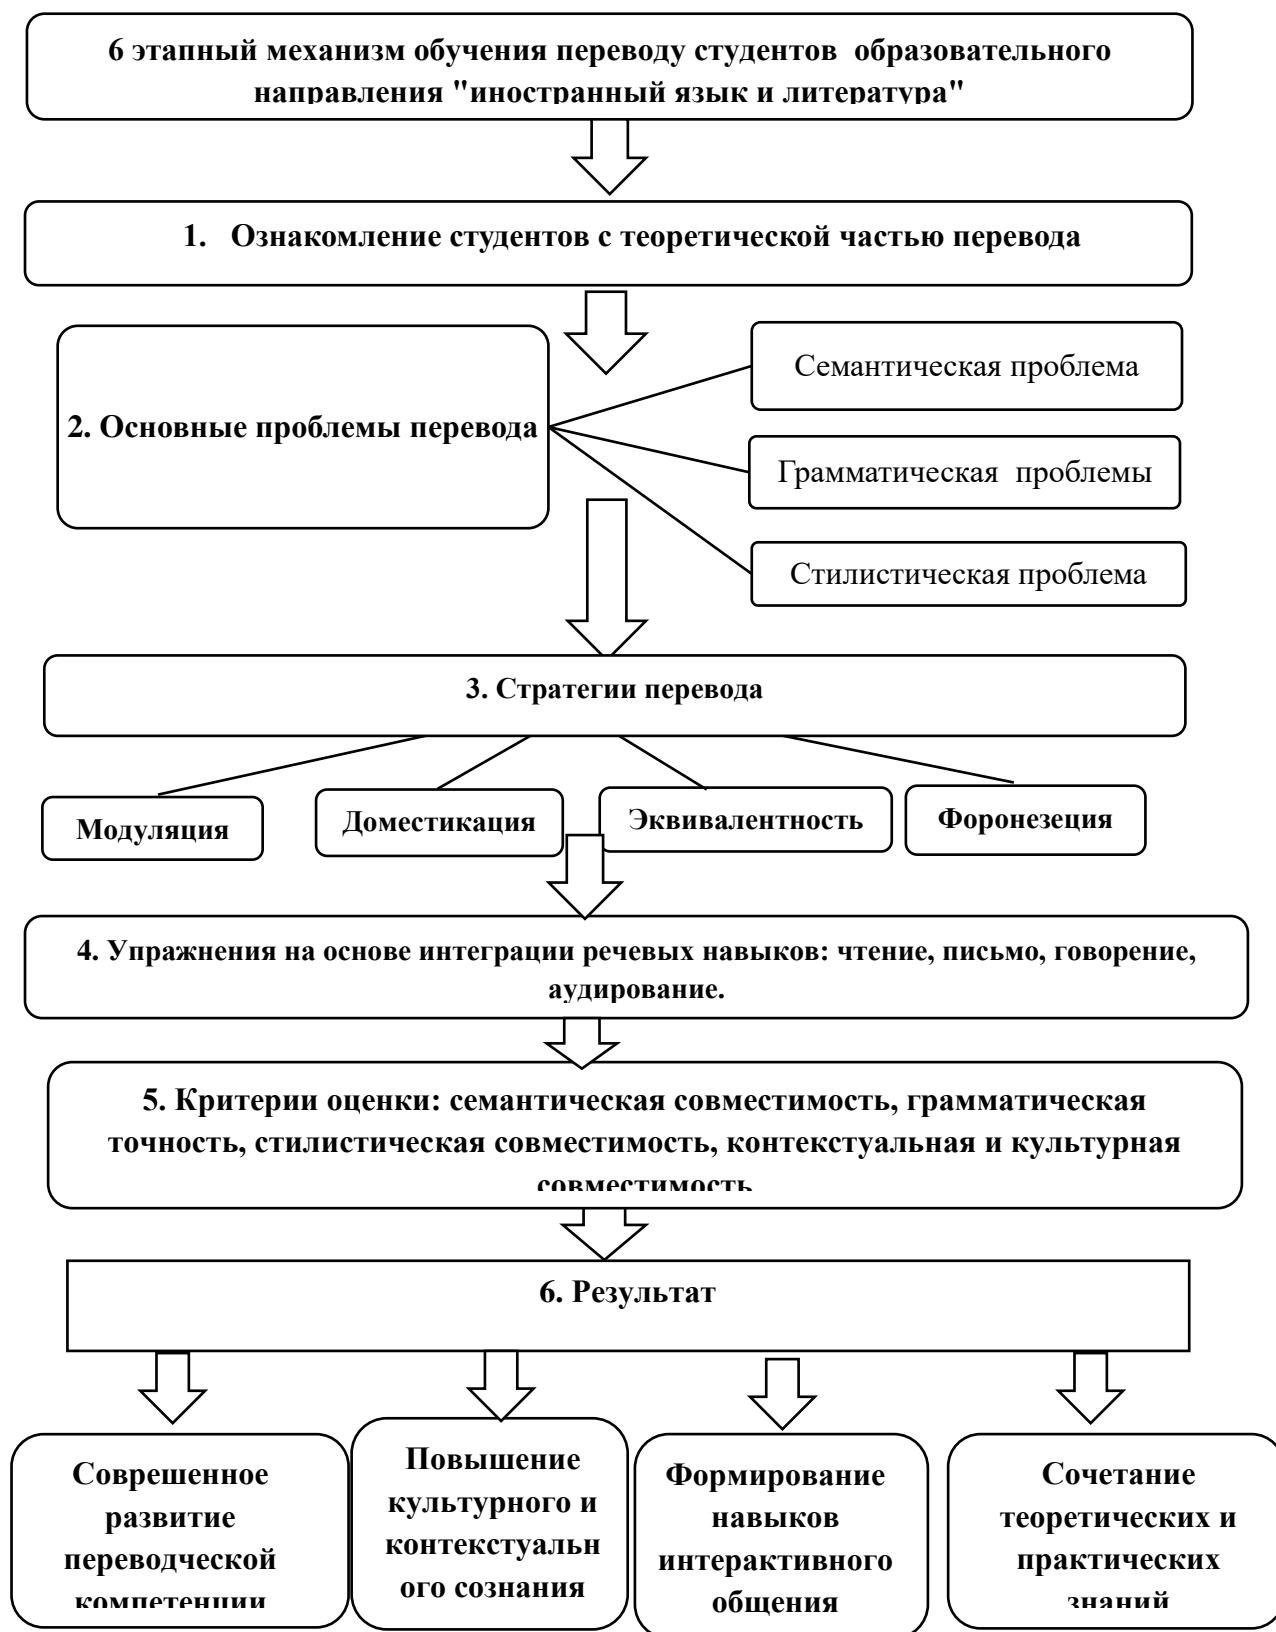 6 этапный механизм обучения переводу студентов образовательного
направления "иностранный язык и литература"
1. Ознакомление студентов с теоретической частью перевода
2. Основные проблемы перевода
Семантическая проблема
Грамматическая проблемы
Стилистическая проблема
3. Стратегии перевода
Модуляция
Доместикация
Эквивалентность
Форонезеция
4. Упражнения на основе интеграции речевых навыков: чтение, письмо, говорение,
аудирование.
5. Критерии оценки: семантическая совместимость, грамматическая
точность, стилистическая совместимость, контекстуальная и культурная
совместимость
6. Результат
Соврешенное
развитие
переводческой
компетенции
Повышение
культурного и
контекстуальн
ого сознания
Формирование
навыков
интерактивного
общения
Сочетание
теоретических и
практических
знаний